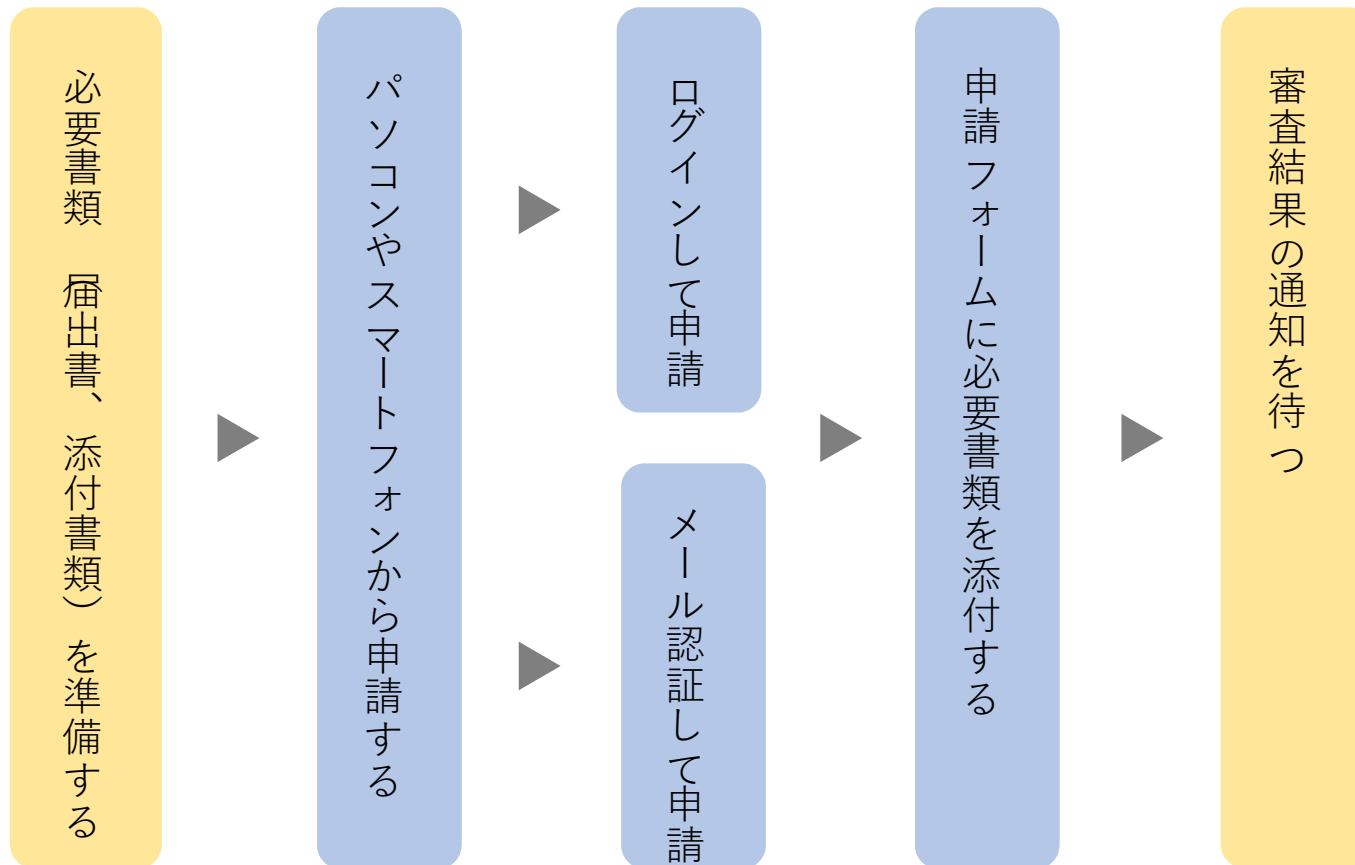 必要書類（届出書、添付書類）を準備する
パソコンやスマートフォンから申請する
ログインして申請
メール認証して申請
申請フォームに必要書類を添付する
審査結果の通知を待つ